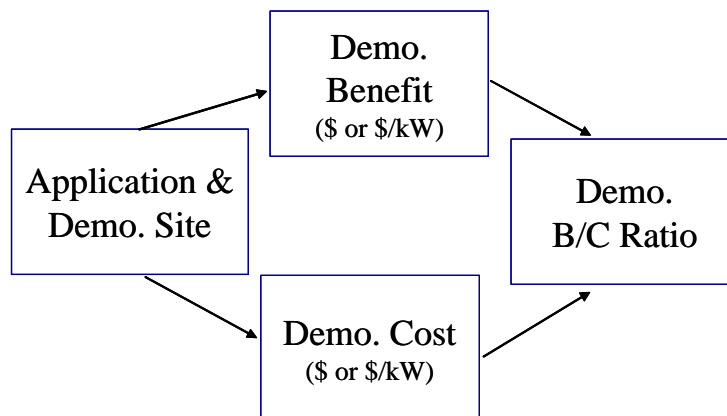 Demo.
Benefit
($ or $/kW)
Application &
Demo. Site
Demo.
B/C Ratio
Demo. Cost
($ or $/kW)